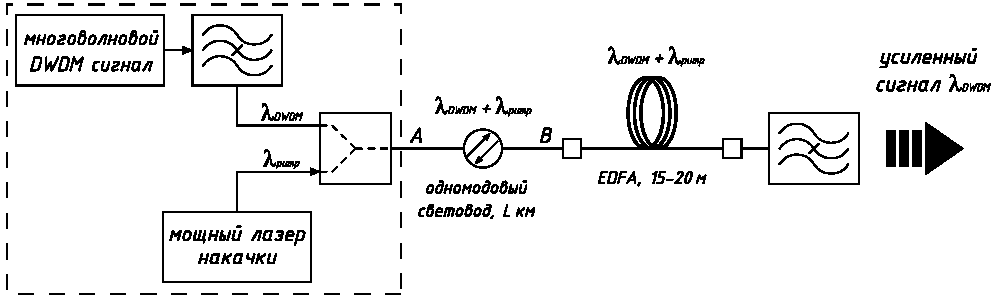 многоволновой
DWDM сигнал
λDWDM
λpump
мощный лазер
накачки
A
λDWDM + λpump
одномодовый
световод, L км
B
λDWDM + λpump
EDFA, 15-20 м
усиленный
сигнал λDWDM